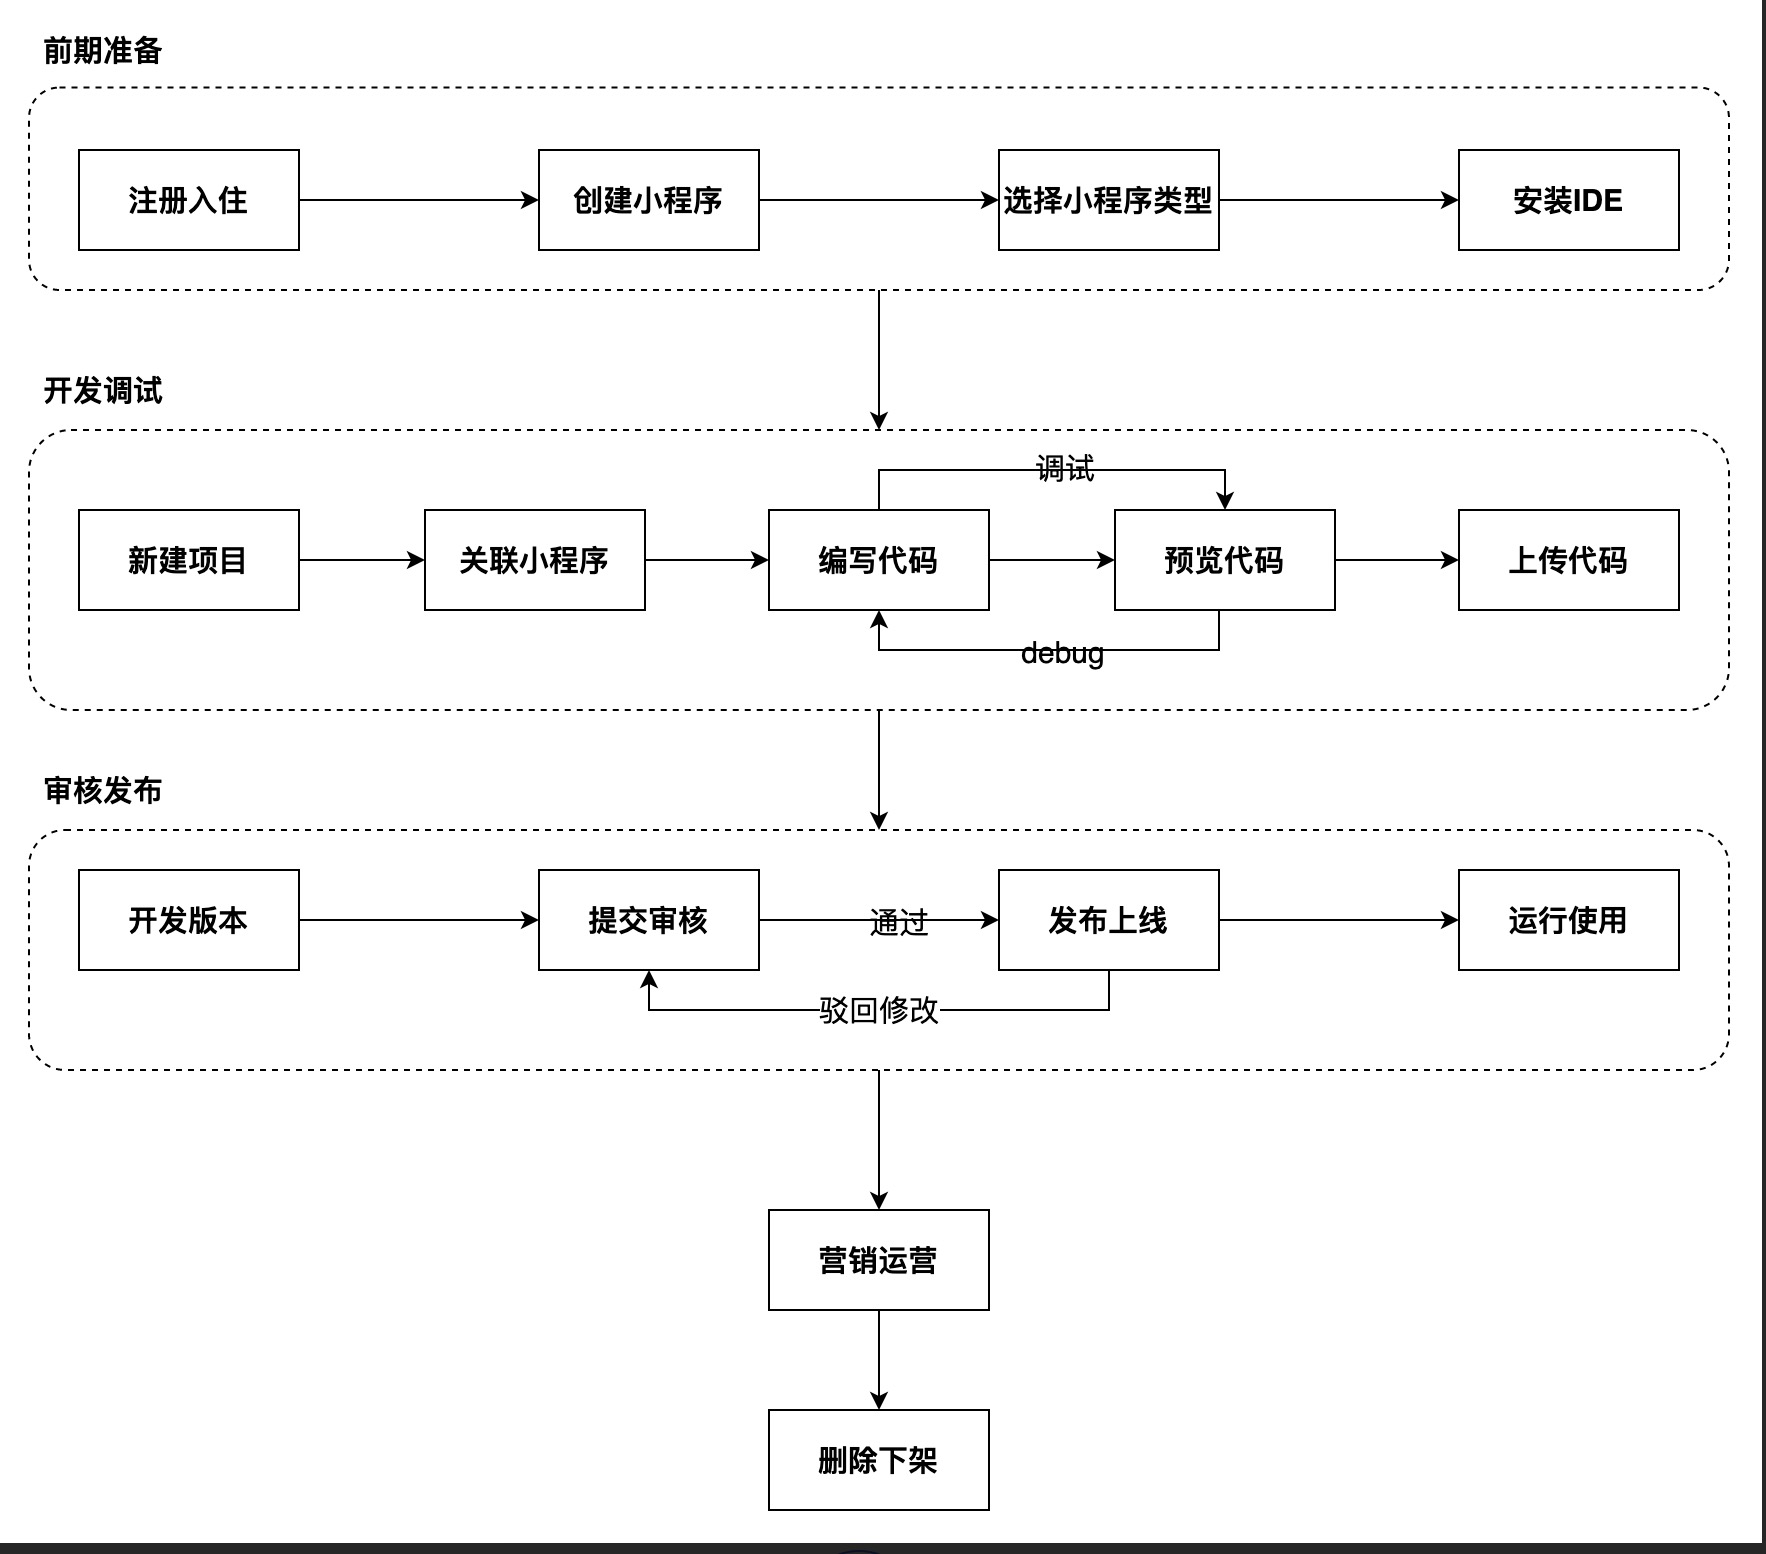 前期准备
注册入住
创建小程序
选择小程序类型
安装IDE
开发调试
调试
新建项目
关联小程序
编写代码
预览代码
上传代码
debug
审核发布
开发版本
提交审核
通过
发布上线
运行使用
驳回修改
营销运营
删除下架